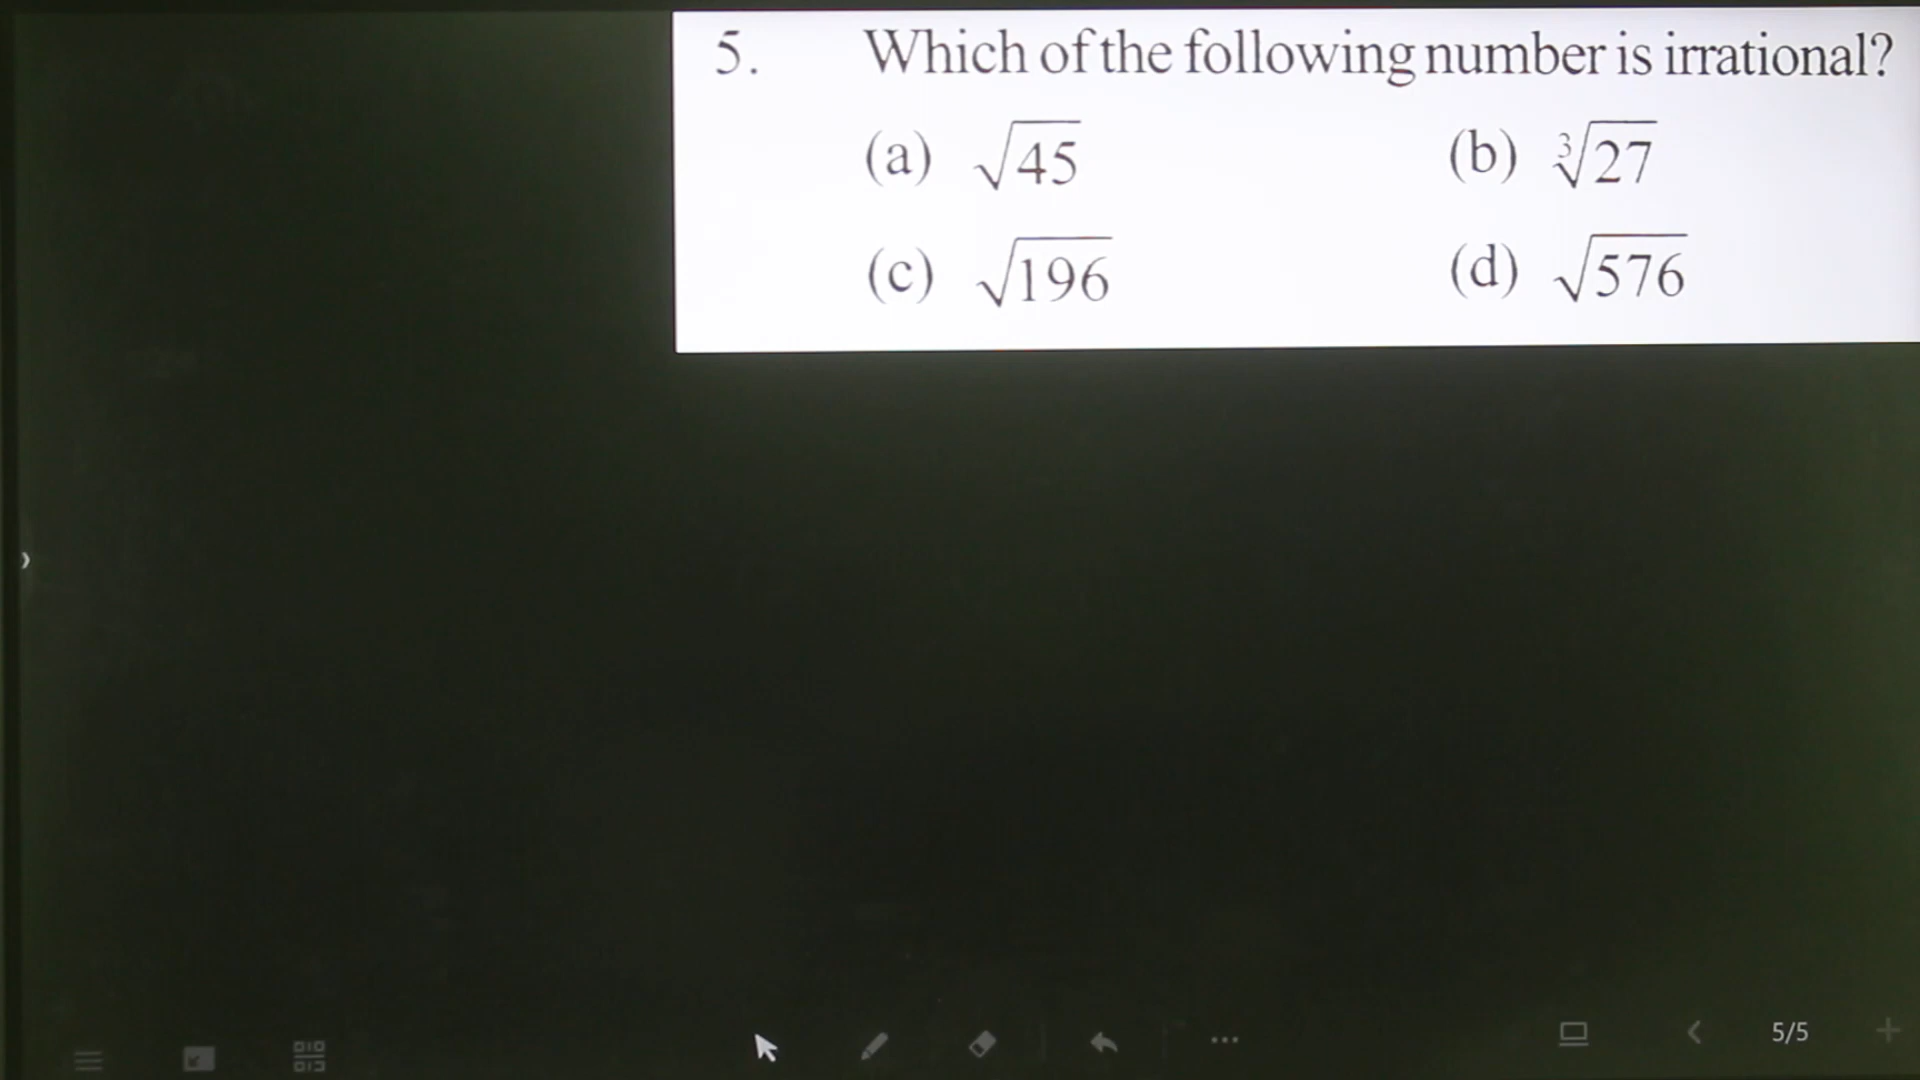 5. Which of the following number is irrational?
(a) √45 (b) ∛27
(c) √196 (d) √576
5/5